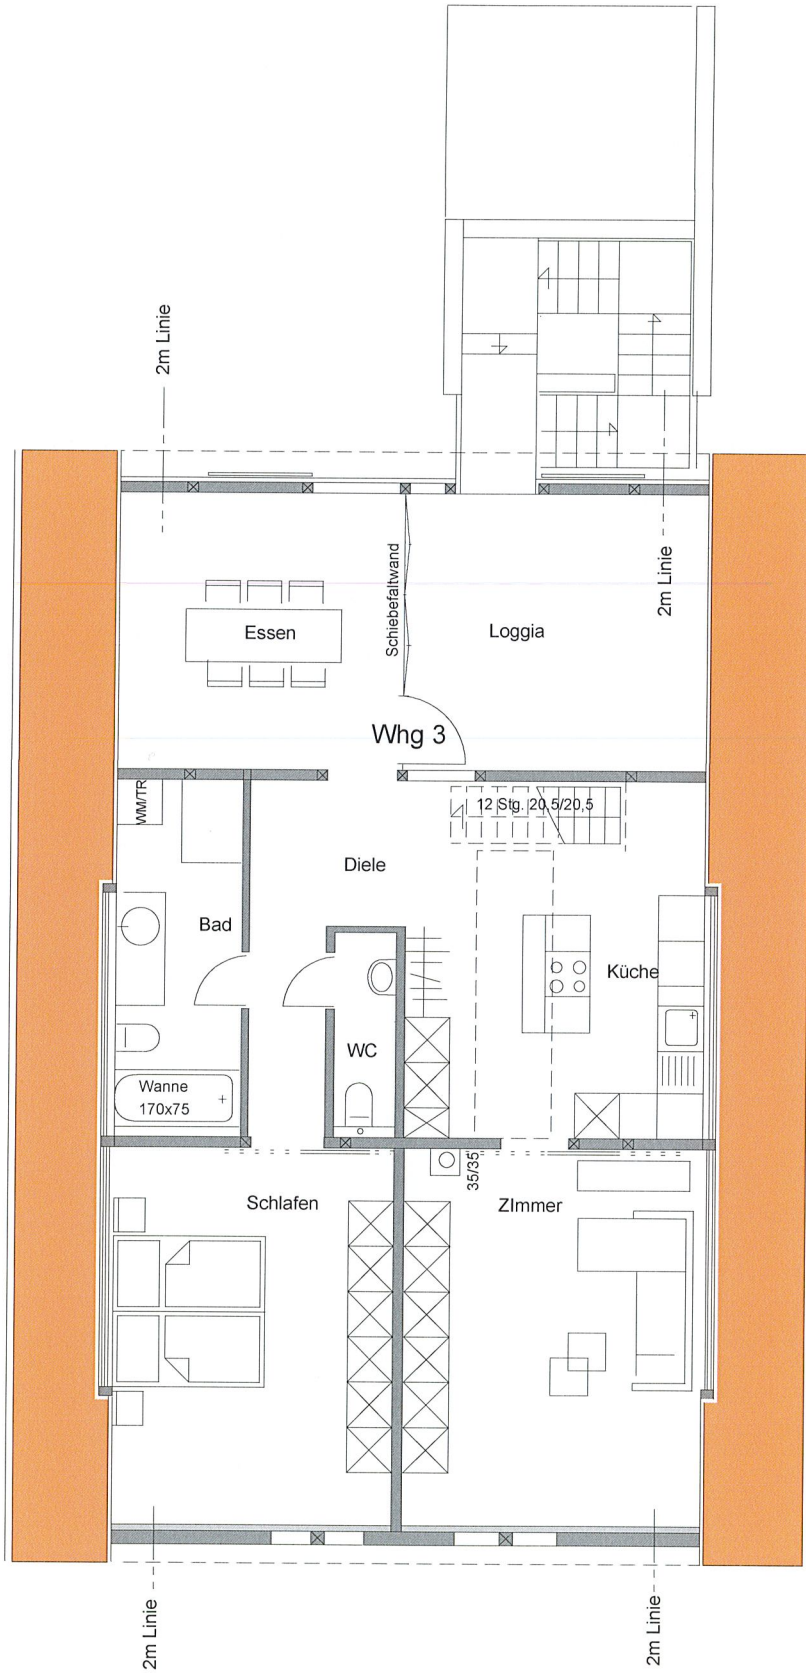 2m Linie
2m Linie
Schiebefaltwand
Essen
Loggia
Whg 3
WM/TR
12 Stg. 20,5/20,5
Diele
Bad
Küche
WC
Wanne
170x75
35/35
Schlafen
ZImmer
2m Linie
2m Linie